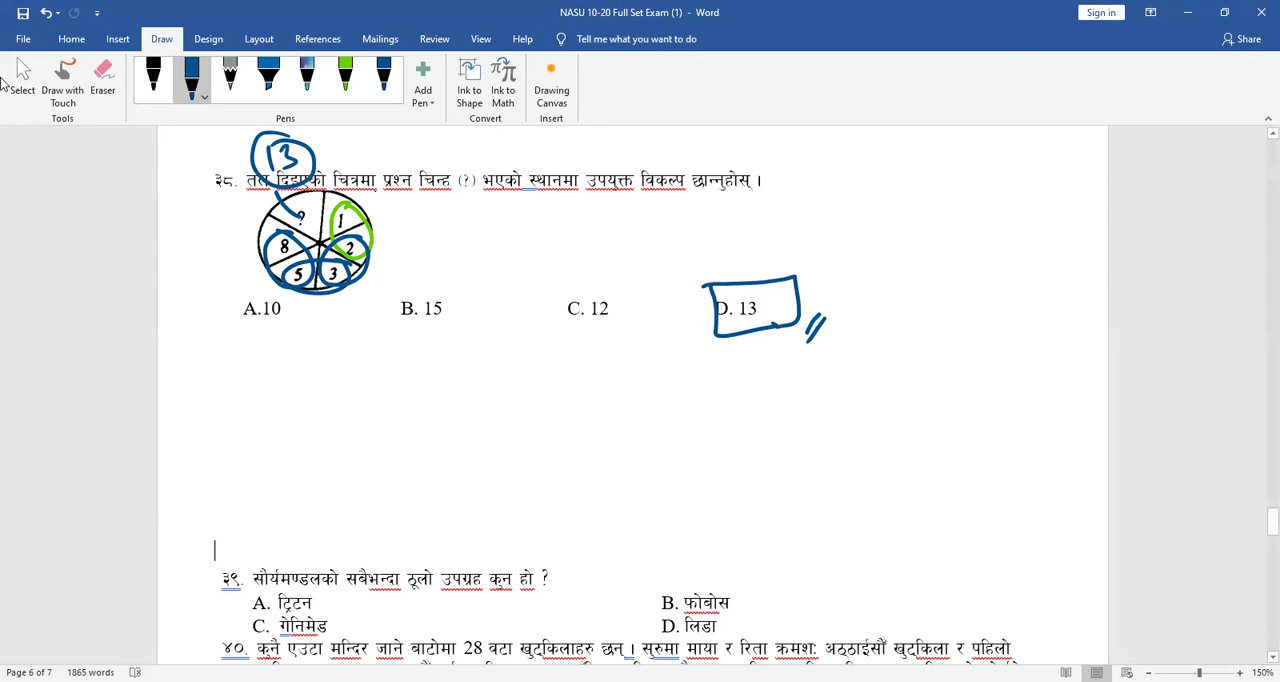 NASU 10-20 Full Set Exam (1) - Word
Sign in
File Home Insert Draw Design Layout References Mailings Review View Help Tell me what you want to do Share
Select Draw with Touch Eraser Add Pen Ink to Shape Ink to Math Drawing Canvas
Tools Pens Convert Insert
13
३८. तल दिइएको चित्रमा प्रश्न चिन्ह (?) भएको स्थानमा उपयुक्त विकल्प छान्नुहोस् ।
? 1
8 2
5 3
A.10 B. 15 C. 12 D. 13
३९. सौर्यमण्डलको सबैभन्दा ठूलो उपग्रह कुन हो ?
A. ट्रिटन B. फोबोस
C. गेनिमेड D. लिडा
४०. कुनै एउटा मन्दिर जाने बाटोमा 28 वटा खुट्किलाहरु छन् । सुरुमा माया र रिता क्रमशः अठ्ठाईसौं खुट्किला र पहिलो
Page 6 of 7 1865 words 150%